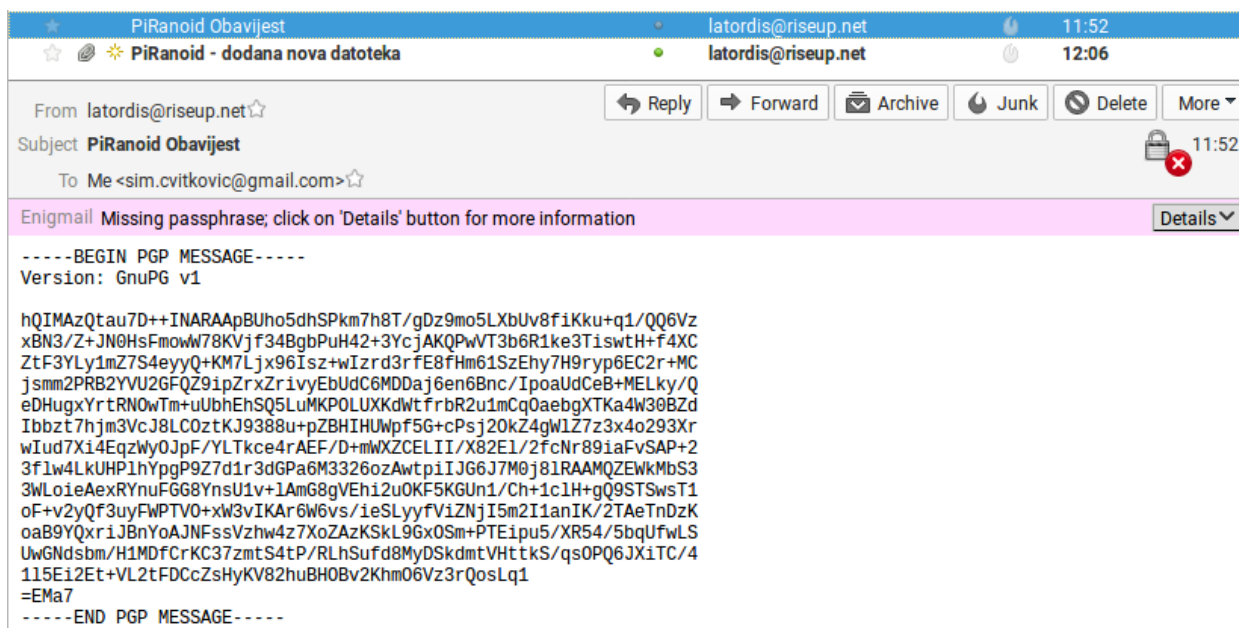 PiRanoid Obavijest latordis@riseup.net 11:52
PiRanoid - dodana nova datoteka latordis@riseup.net 12:06
From latordis@riseup.net Reply Forward Archive Junk Delete More
Subject PiRanoid Obavijest 11:52
To Me <sim.cvitkovic@gmail.com>
Enigmail Missing passphrase; click on 'Details' button for more information Details
-----BEGIN PGP MESSAGE-----
Version: GnuPG v1
hQIMAzQtau7D++INARAApBUho5dhSPkm7h8T/gDz9mo5LXbUv8fiKku+q1/QQ6Vz
xBN3/Z+JN0HsFmowW78KVjf34BgbPuH42+3YcjAKQPwVT3b6R1ke3TiswtH+f4XC
ZtF3YLy1mZ7S4eyyQ+KM7Ljx96Isz+wIzrd3rfE8fHm61SzEhy7H9ryp6EC2r+MC
jsmm2PRB2YVU2GFQZ9ipZrxZrivyEbUdC6MDDaj6en6Bnc/IpoaUdCeB+MELky/Q
eDHugxYrtRNOwTm+uUbhEhSQ5LuMKPOLUXKdWtfrbR2u1mCqOaebgXTKa4W30BZd
Ibbzt7hjm3VcJ8LCOztKJ9388u+pZBHIHUWpf5G+cPsj2OkZ4gWlZ7z3x4o293Xr
wIud7Xi4EqzWyOJpF/YLTkce4rAEF/D+mWXZCELII/X82El/2fcNr89iaFvSAP+2
3flw4LkUHPlhYpgP9Z7d1r3dGPa6M3326ozAwtpiIJG6J7M0j8lRAAMQZEWkMbS3
3WLoieAexRYnuFGG8YnsU1v+lAmG8gVEhi2uOKF5KGUn1/Ch+1clH+gQ9STSwsT1
oF+v2yQf3uyFWPTVO+xW3vIKAr6W6vs/ieSLyyfViZNjI5m2I1anIK/2TAeTnDzK
oaB9YQxriJBnYoAJNFssVzhw4z7XoZAzKSkL9GxOSm+PTEipu5/XR54/5bqUfwLS
UwGNdsbm/H1MDfCrKC37zmtS4tP/RLhSufd8MyDSkdmtVHttkS/qsOPQ6JXiTC/4
1l5Ei2Et+VL2tFDCcZsHyKV82huBHOBv2KhmO6Vz3rQosLq1
=EMa7
-----END PGP MESSAGE-----